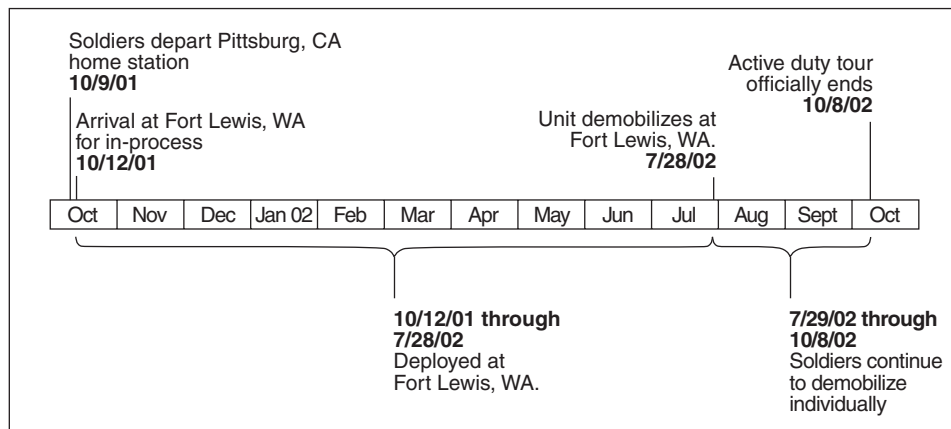 Soldiers depart Pittsburg, CA
home station
10/9/01
Arrival at Fort Lewis, WA
for in-process
10/12/01
Active duty tour
officially ends
10/8/02
Unit demobilizes at
Fort Lewis, WA.
7/28/02
Oct Nov Dec Jan 02 Feb Mar Apr May Jun Jul Aug Sept Oct
10/12/01 through
7/28/02
Deployed at
Fort Lewis, WA.
7/29/02 through
10/8/02
Soldiers continue
to demobilize
individually